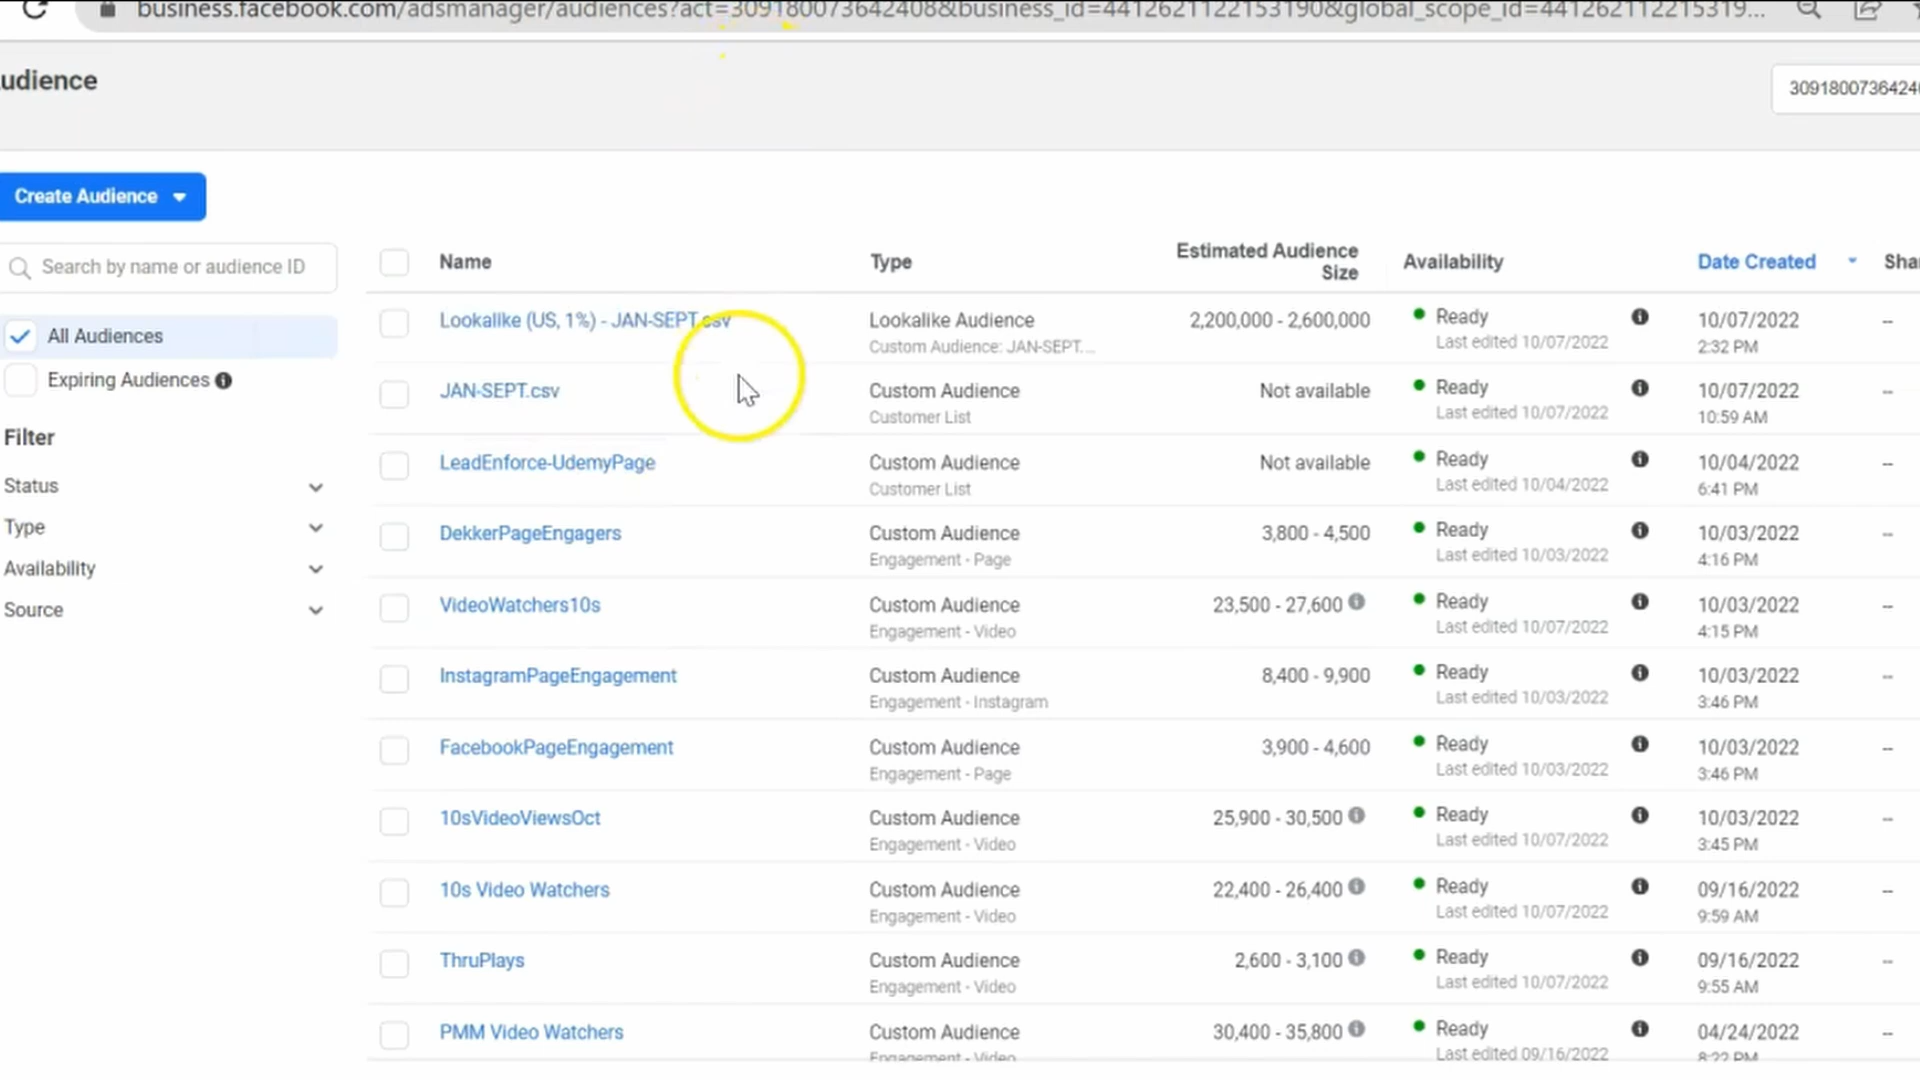 business.facebook.com/adsmanager/audiences?act=309180073642408&business_id=4412621122153190&global_scope_id=441262112215319...
udience
3091800736424
Create Audience
Search by name or audience ID
All Audiences
Expiring Audiences
Filter
Status
Type
Availability
Source
Name Type Estimated Audience Size Availability Date Created Sha
Lookalike (US, 1%) - JAN-SEPT.csv Lookalike Audience 2,200,000 - 2,600,000 Ready 10/07/2022
Custom Audience: JAN-SEPT.... Last edited 10/07/2022 2:32 PM
JAN-SEPT.csv Custom Audience Not available Ready 10/07/2022
Customer List Last edited 10/07/2022 10:59 AM
LeadEnforce-UdemyPage Custom Audience Not available Ready 10/04/2022
Customer List Last edited 10/04/2022 6:41 PM
DekkerPageEngagers Custom Audience 3,800 - 4,500 Ready 10/03/2022
Engagement - Page Last edited 10/03/2022 4:16 PM
VideoWatchers10s Custom Audience 23,500 - 27,600 Ready 10/03/2022
Engagement - Video Last edited 10/07/2022 4:15 PM
InstagramPageEngagement Custom Audience 8,400 - 9,900 Ready 10/03/2022
Engagement - Instagram Last edited 10/03/2022 3:46 PM
FacebookPageEngagement Custom Audience 3,900 - 4,600 Ready 10/03/2022
Engagement - Page Last edited 10/03/2022 3:46 PM
10sVideoViewsOct Custom Audience 25,900 - 30,500 Ready 10/03/2022
Engagement - Video Last edited 10/07/2022 3:45 PM
10s Video Watchers Custom Audience 22,400 - 26,400 Ready 09/16/2022
Engagement - Video Last edited 10/07/2022 9:59 AM
ThruPlays Custom Audience 2,600 - 3,100 Ready 09/16/2022
Engagement - Video Last edited 10/07/2022 9:55 AM
PMM Video Watchers Custom Audience 30,400 - 35,800 Ready 04/24/2022
Engagement - Video Last edited 09/16/2022 8:22 PM